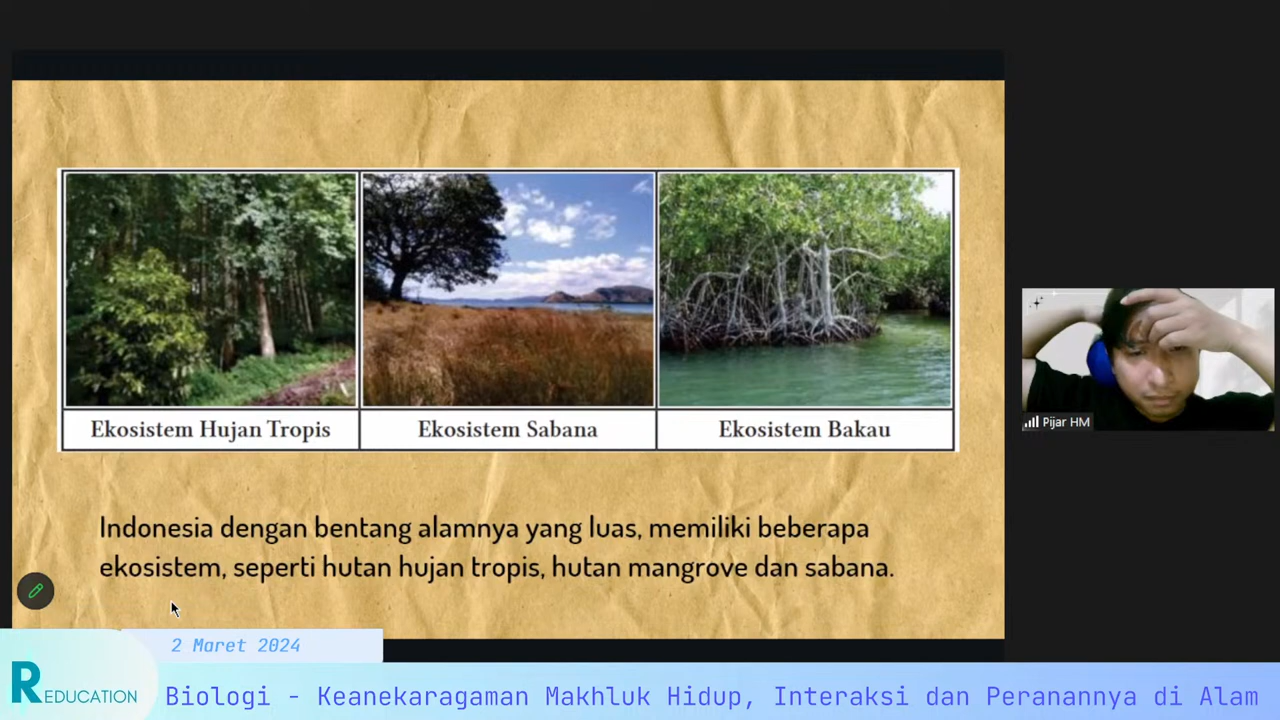 Ekosistem Hujan Tropis
Ekosistem Sabana
Ekosistem Bakau
Indonesia dengan bentang alamnya yang luas, memiliki beberapa
ekosistem, seperti hutan hujan tropis, hutan mangrove dan sabana.
Pijar HM
2 Maret 2024
REDUCATION
Biologi - Keanekaragaman Makhluk Hidup, Interaksi dan Peranannya di Alam